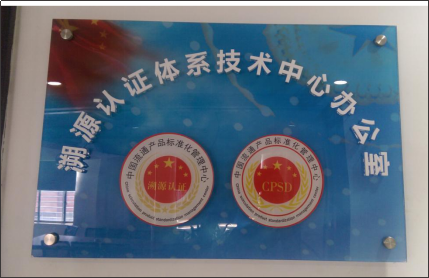 溯源认证体系技术中心办公室
中国流通产品标准化管理中心
溯源认证
中国流通产品标准化管理中心
CPSD